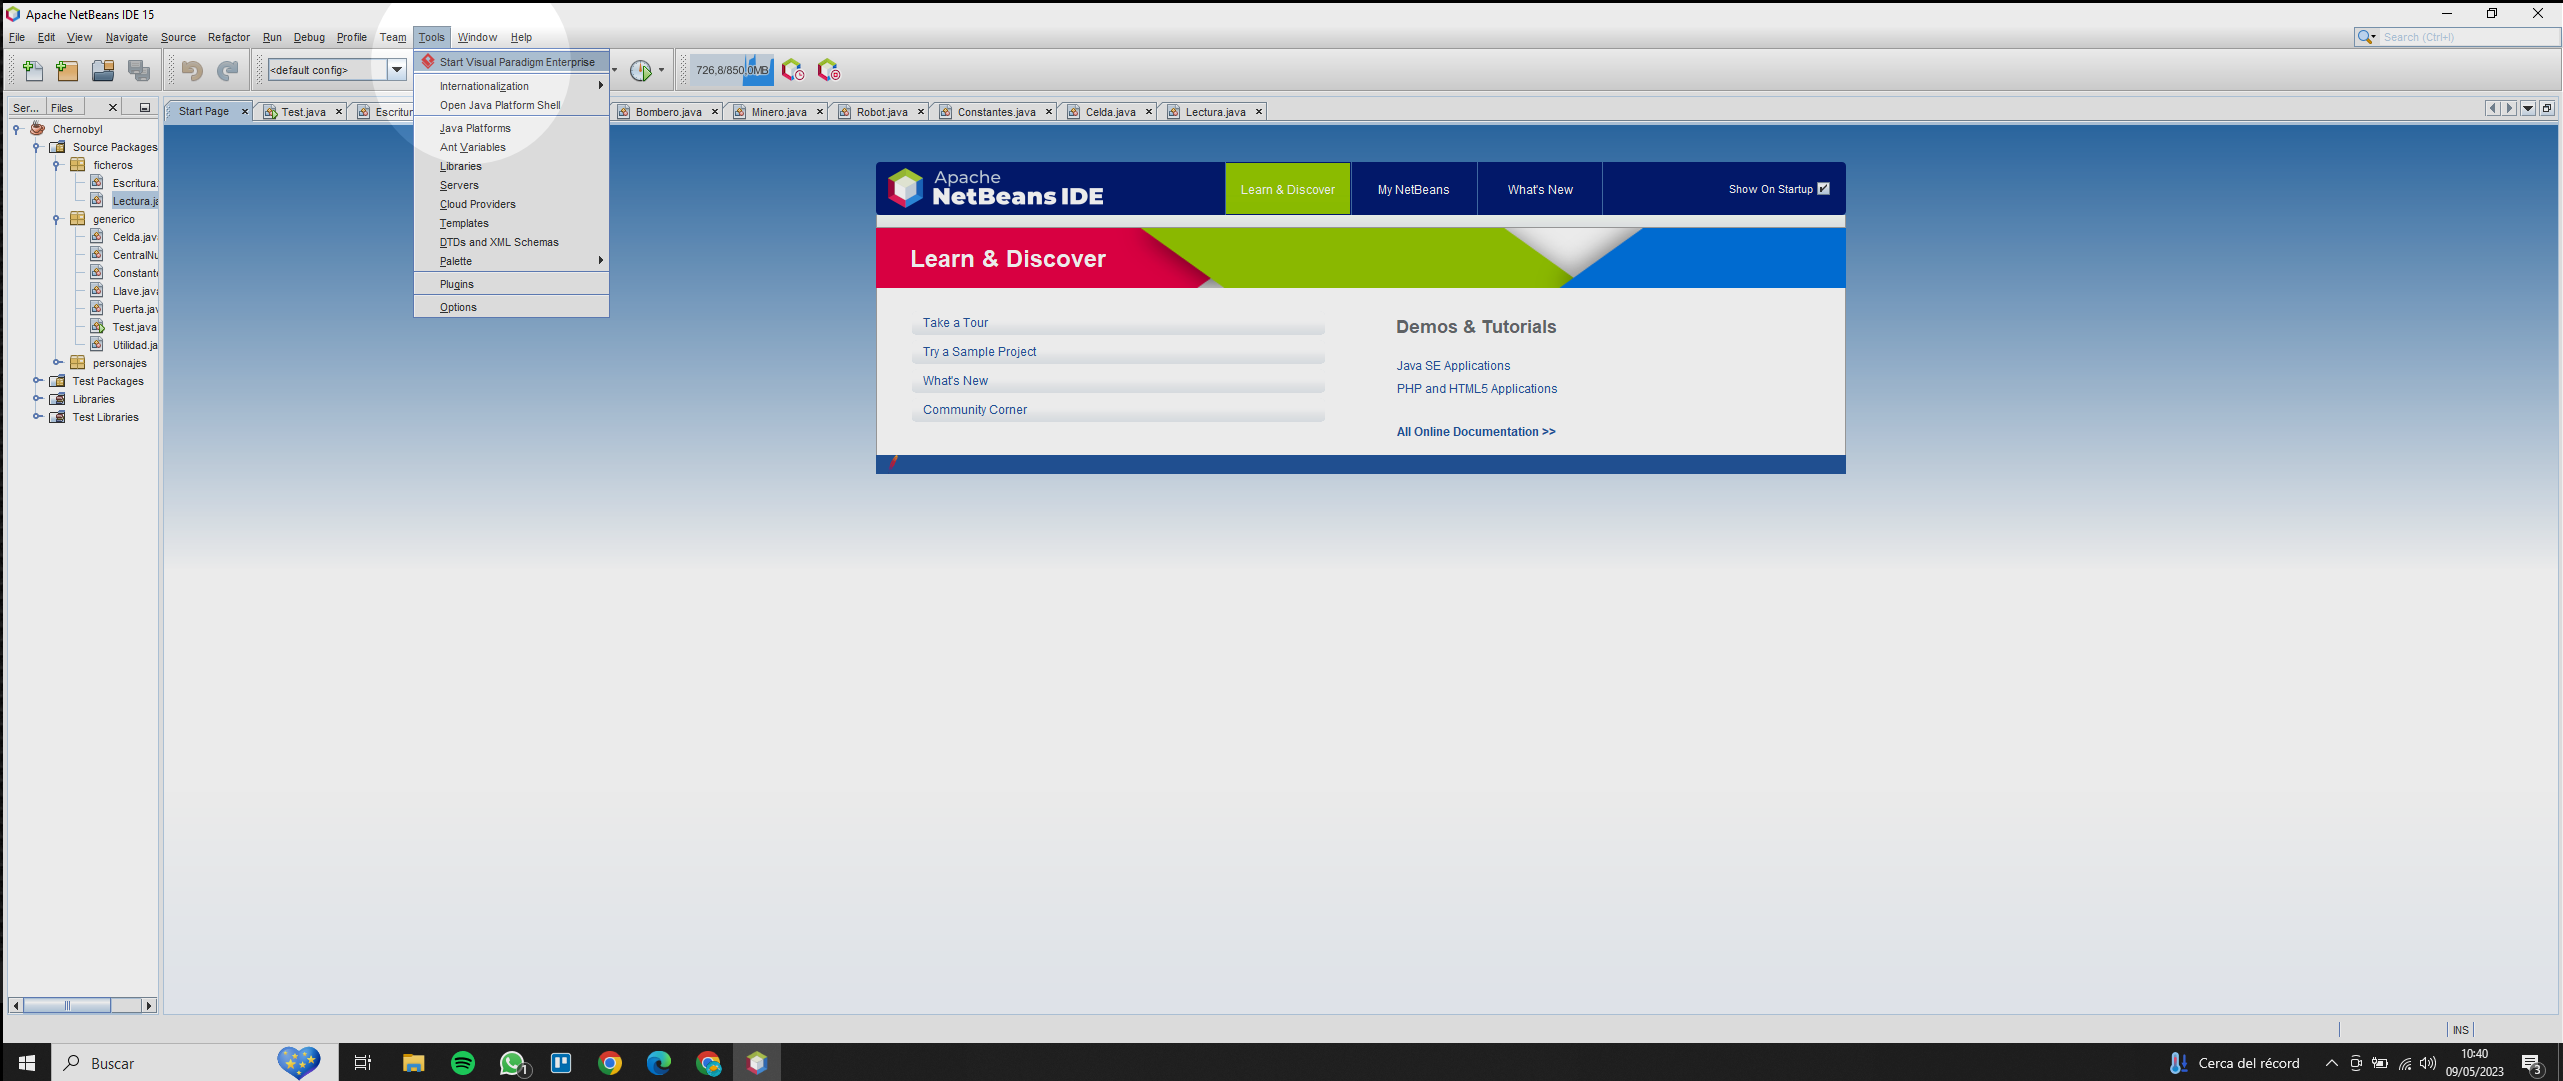 Apache NetBeans IDE 15
File Edit View Navigate Source Refactor Run Debug Profile Team Tools Window Help
Search (Ctrl+I)
<default config>
726,8/850,0MB
Start Visual Paradigm Enterprise
Internationalization
Open Java Platform Shell
Java Platforms
Ant Variables
Libraries
Servers
Cloud Providers
Templates
DTDs and XML Schemas
Palette
Plugins
Options
Ser... Files
Start Page Test.java Escritur Bombero.java Minero.java Robot.java Constantes.java Celda.java Lectura.java
Chernobyl
Source Packages
ficheros
Escritura.
Lectura.ja
generico
Celda.jav
CentralNu
Constant
Llave.java
Puerta.jav
Test.java
Utilidad.ja
personajes
Test Packages
Libraries
Test Libraries
Apache
NetBeans IDE
Learn & Discover
My NetBeans
What's New
Show On Startup
Learn & Discover
Take a Tour
Try a Sample Project
What's New
Community Corner
Demos & Tutorials
Java SE Applications
PHP and HTML5 Applications
All Online Documentation >>
INS
Buscar
1
Cerca del récord
10:40
09/05/2023
3